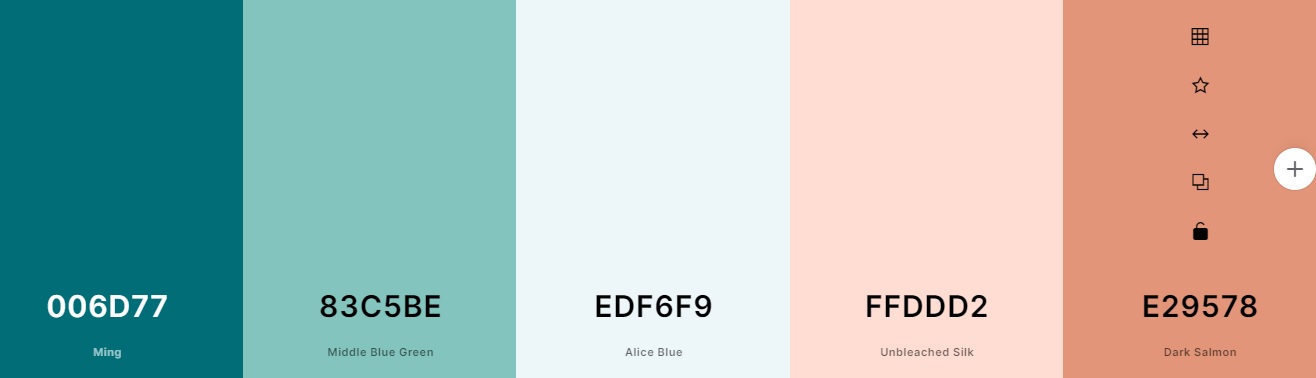 006D77
Ming
83C5BE
Middle Blue Green
EDF6F9
Alice Blue
FFDDD2
Unbleached Silk
E29578
Dark Salmon